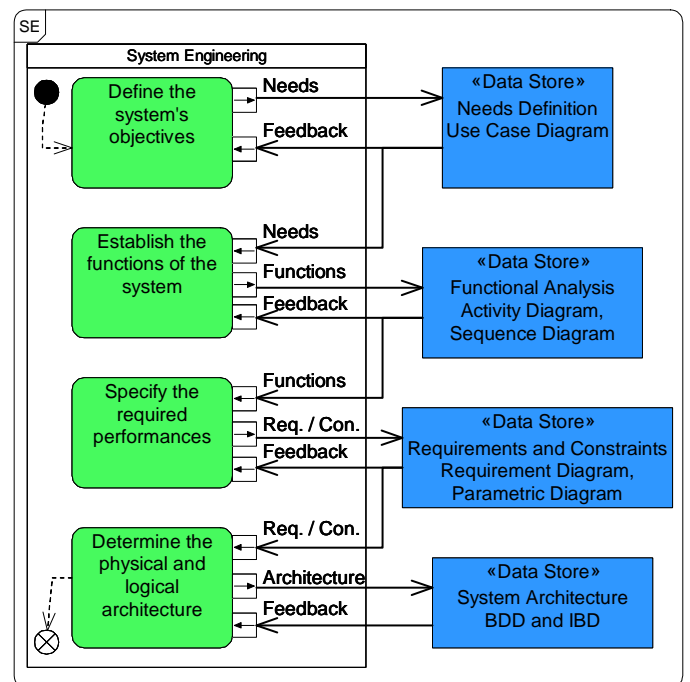 SE
System Engineering
Define the
system's
objectives
Needs
Feedback
«Data Store»
Needs Definition
Use Case Diagram
Establish the
functions of the
system
Needs
Functions
Feedback
«Data Store»
Functional Analysis
Activity Diagram,
Sequence Diagram
Specify the
required
performances
Functions
Req. / Con.
Feedback
«Data Store»
Requirements and Constraints
Requirement Diagram,
Parametric Diagram
Determine the
physical and
logical
architecture
Req. / Con.
Architecture
Feedback
«Data Store»
System Architecture
BDD and IBD